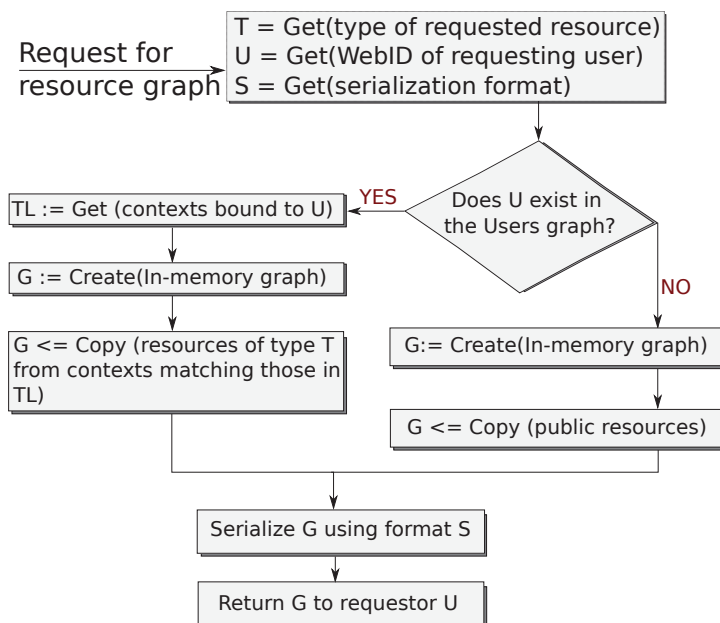 Request for
resource graph
T = Get(type of requested resource)
U = Get(WebID of requesting user)
S = Get(serialization format)
Does U exist in
the Users graph?
YES
NO
TL := Get (contexts bound to U)
G := Create(In-memory graph)
G <= Copy (resources of type T
from contexts matching those in
TL)
G:= Create(In-memory graph)
G <= Copy (public resources)
Serialize G using format S
Return G to requestor U